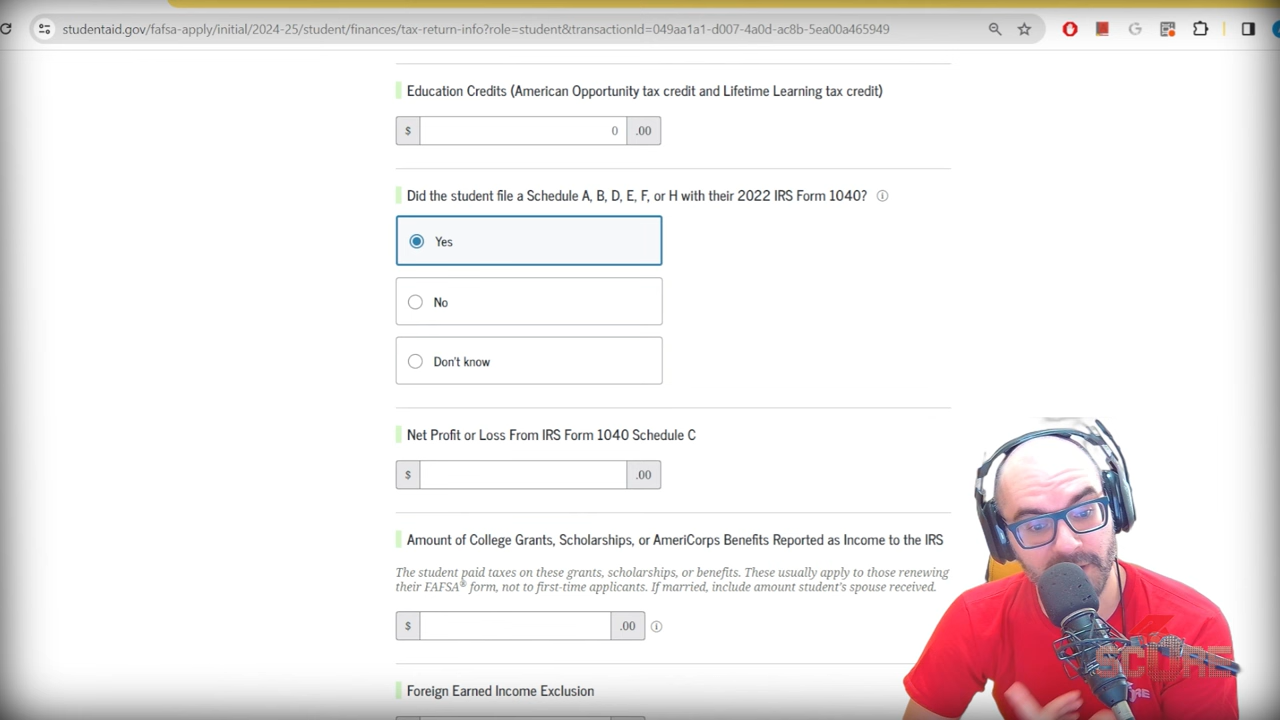 studentaid.gov/fafsa-apply/initial/2024-25/student/finances/tax-return-info?role=student&transactionId=049aa1a1-d007-4a0d-ac8b-5ea00a465949
Education Credits (American Opportunity tax credit and Lifetime Learning tax credit)
$ 0 .00
Did the student file a Schedule A, B, D, E, F, or H with their 2022 IRS Form 1040?
Yes
No
Don't know
Net Profit or Loss From IRS Form 1040 Schedule C
$ .00
Amount of College Grants, Scholarships, or AmeriCorps Benefits Reported as Income to the IRS
The student paid taxes on these grants, scholarships, or benefits. These usually apply to those renewing
their FAFSA® form, not to first-time applicants. If married, include amount student's spouse received.
$ .00
Foreign Earned Income Exclusion